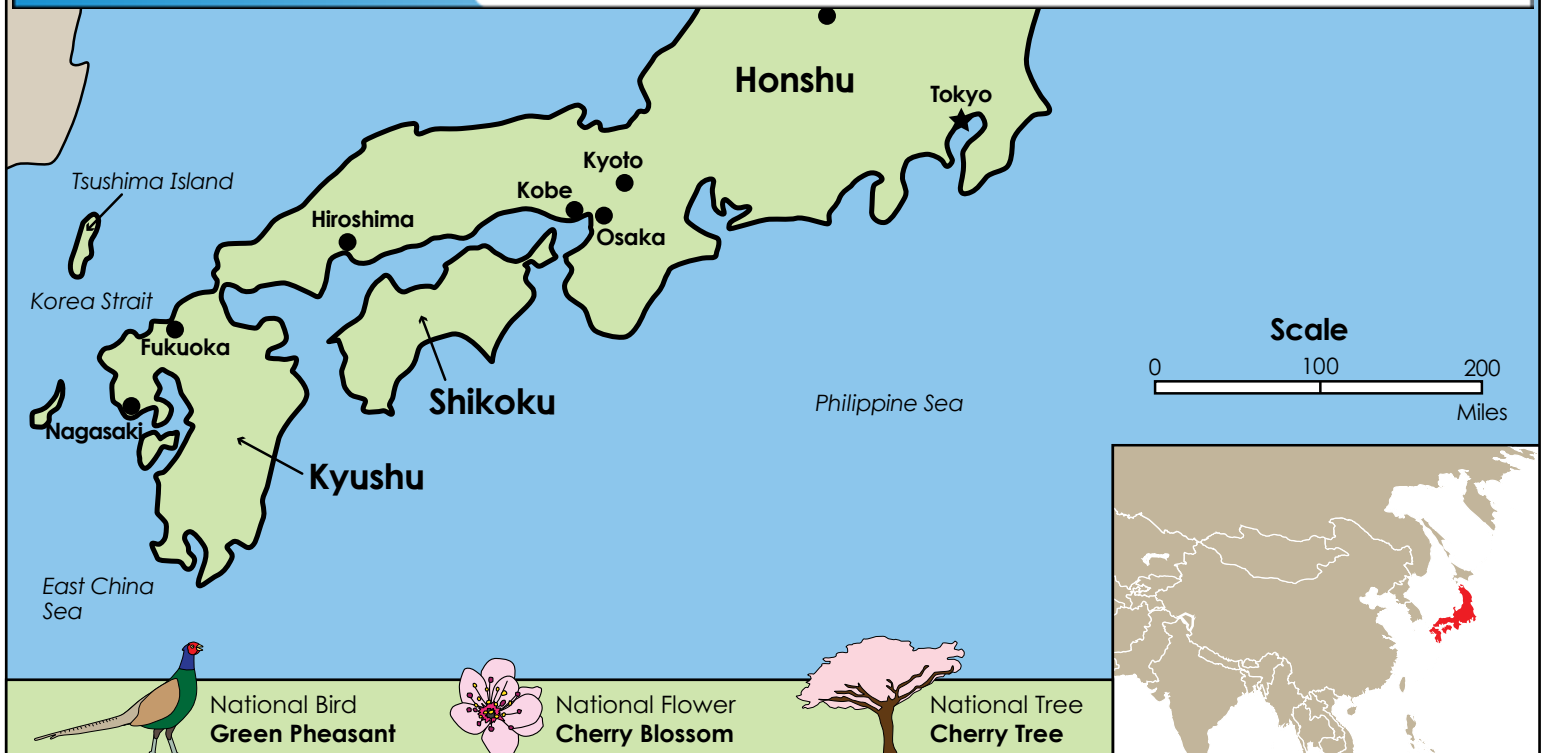 Honshu
Tokyo
Kyoto
Tsushima Island
Kobe
Hiroshima
Osaka
Korea Strait
Scale
Fukuoka
0 100 200
Miles
Shikoku
Philippine Sea
Nagasaki
Kyushu
East China
Sea
National Bird
Green Pheasant
National Flower
Cherry Blossom
National Tree
Cherry Tree